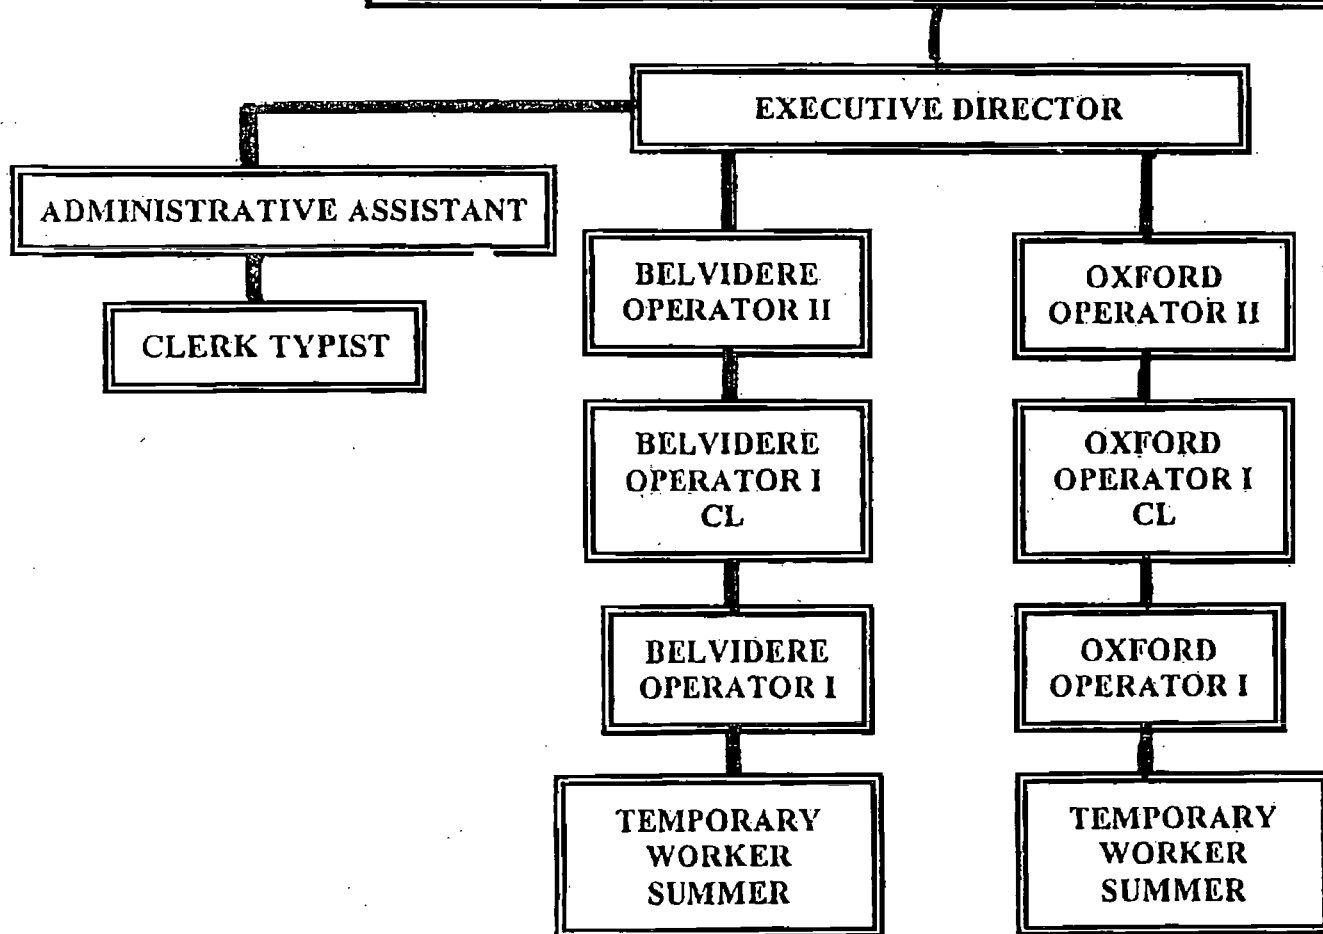 EXECUTIVE DIRECTOR
ADMINISTRATIVE ASSISTANT
CLERK TYPIST
BELVIDERE
OPERATOR II
OXFORD
OPERATOR II
BELVIDERE
OPERATOR I
CL
OXFORD
OPERATOR I
CL
BELVIDERE
OPERATOR I
OXFORD
OPERATOR I
TEMPORARY
WORKER
SUMMER
TEMPORARY
WORKER
SUMMER